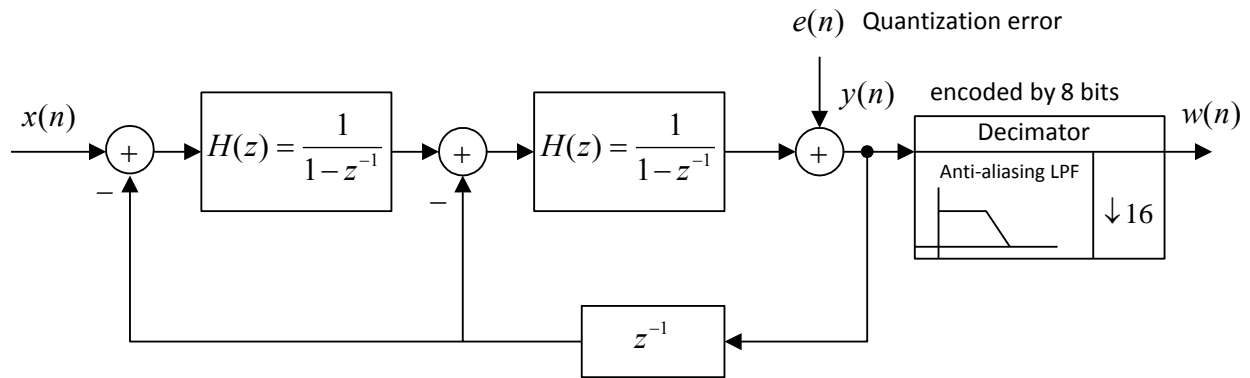 e(n) Quantization error
x(n)
H(z) = 1 / (1 − z⁻¹)
H(z) = 1 / (1 − z⁻¹)
y(n)
encoded by 8 bits
w(n)
+
+
+
−
−
Decimator
Anti-aliasing LPF
↓16
z⁻¹